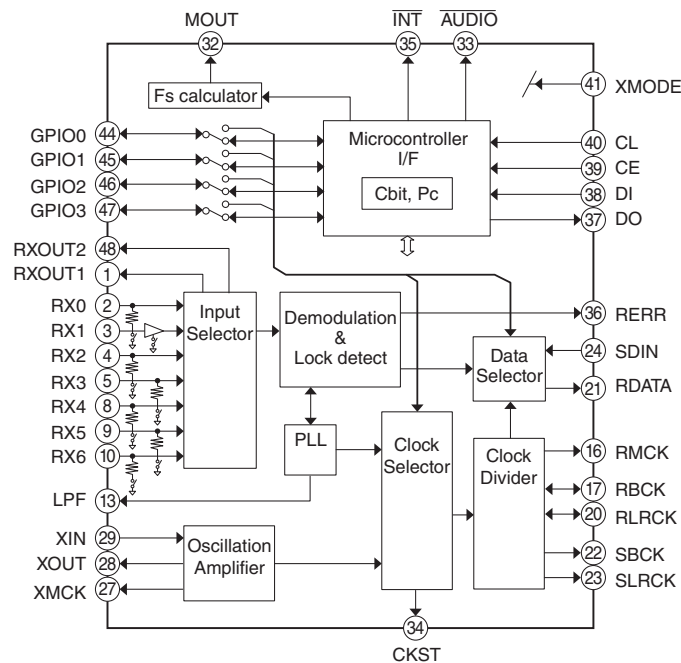 MOUT
INT
AUDIO
32
35
33
Fs calculator
41
XMODE
GPIO0
44
GPIO1
45
GPIO2
46
GPIO3
47
Microcontroller
I/F
Cbit, Pc
40
CL
39
CE
38
DI
37
DO
RXOUT2
48
RXOUT1
1
RX0
2
RX1
3
RX2
4
RX3
5
RX4
8
RX5
9
RX6
10
Input
Selector
Demodulation
&
Lock detect
36
RERR
Data
Selector
24
SDIN
21
RDATA
PLL
Clock
Selector
Clock
Divider
16
RMCK
17
RBCK
20
RLRCK
22
SBCK
23
SLRCK
LPF
13
XIN
29
XOUT
28
XMCK
27
Oscillation
Amplifier
34
CKST